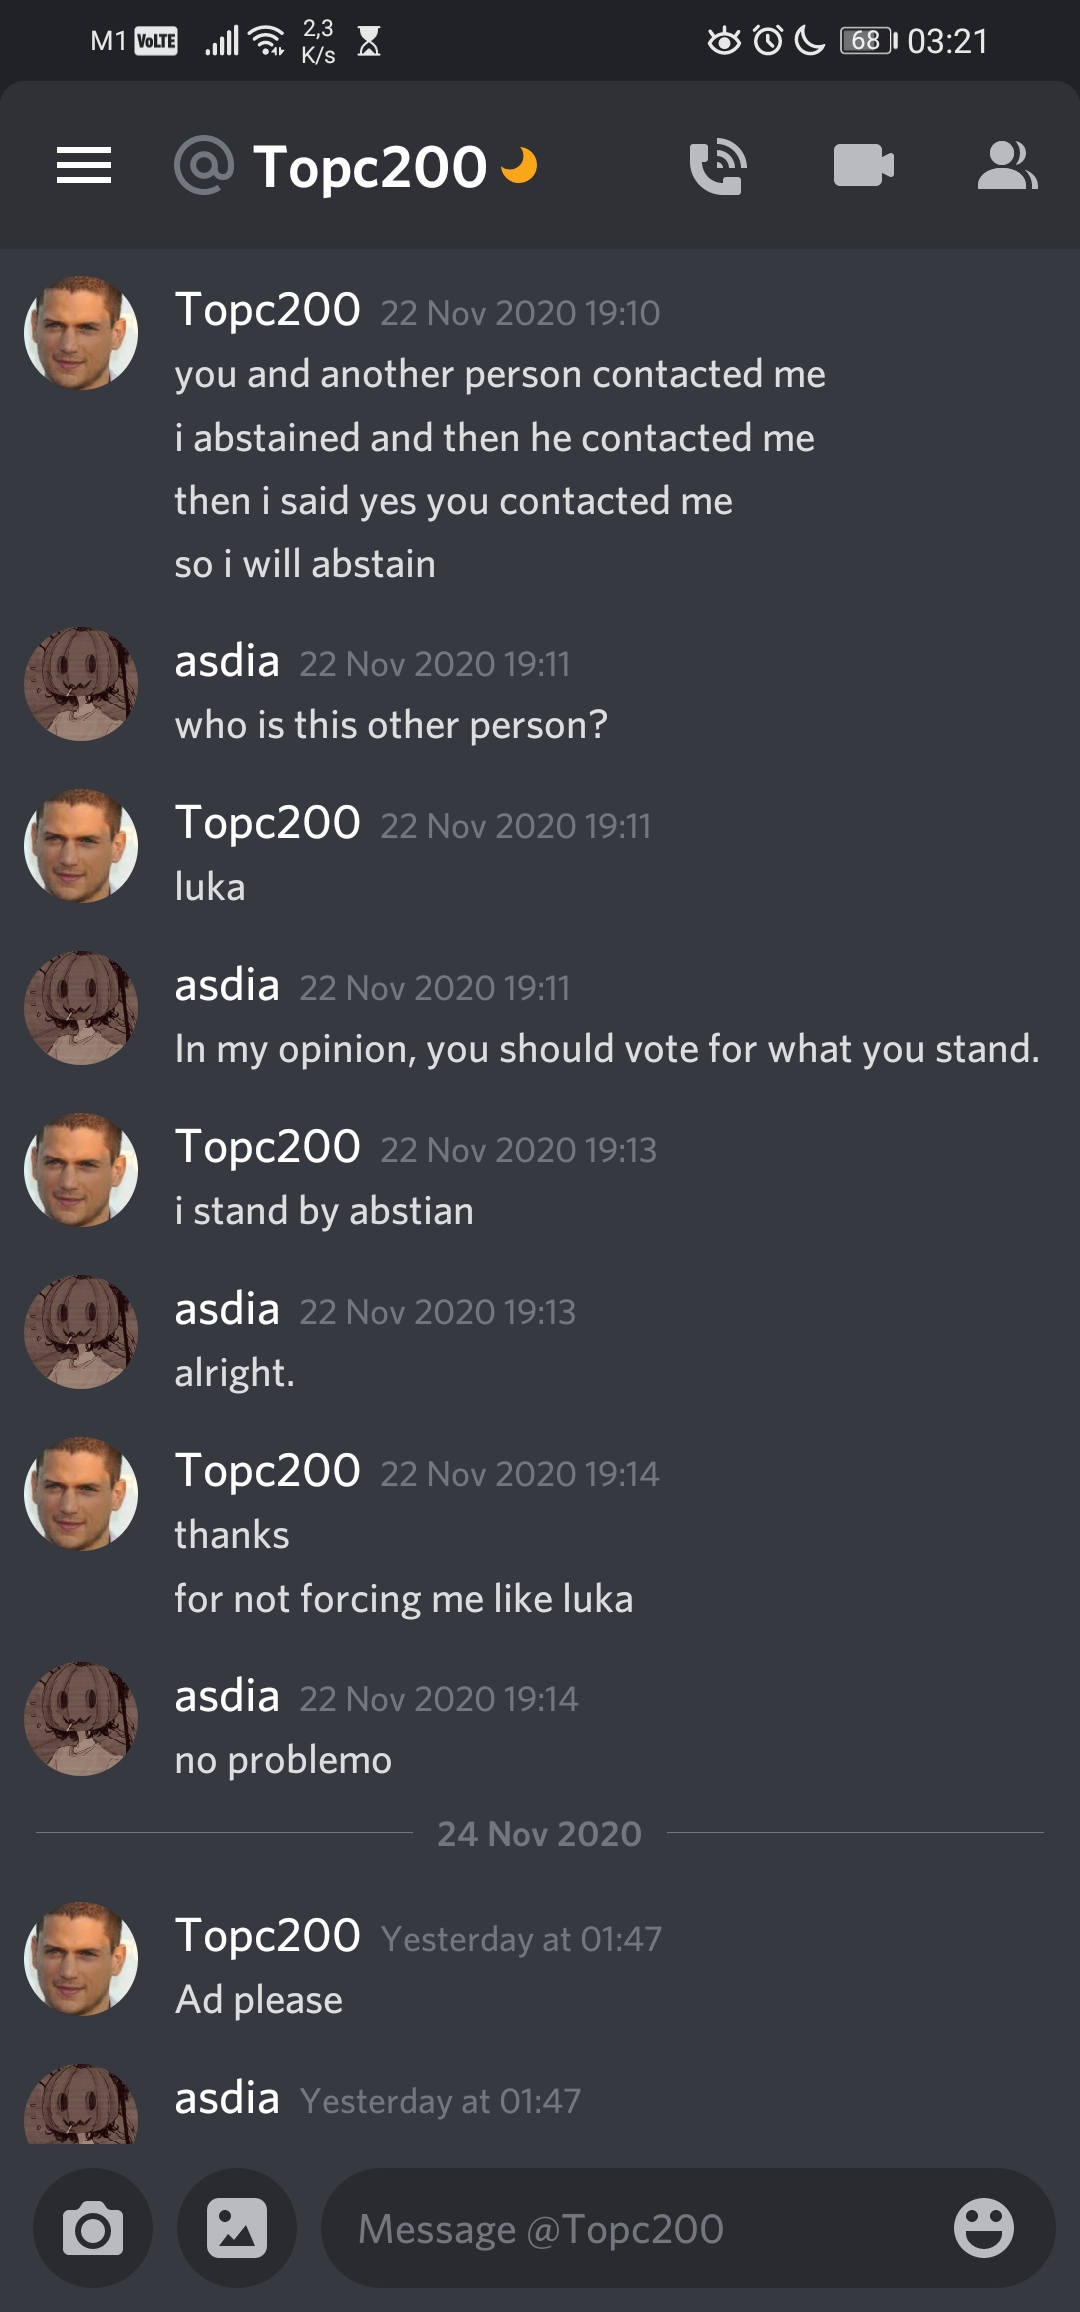 M1 VoLTE 2,3 K/s 68 03:21
@ Topc200
Topc200 22 Nov 2020 19:10
you and another person contacted me
i abstained and then he contacted me
then i said yes you contacted me
so i will abstain
asdia 22 Nov 2020 19:11
who is this other person?
Topc200 22 Nov 2020 19:11
luka
asdia 22 Nov 2020 19:11
In my opinion, you should vote for what you stand.
Topc200 22 Nov 2020 19:13
i stand by abstian
asdia 22 Nov 2020 19:13
alright.
Topc200 22 Nov 2020 19:14
thanks
for not forcing me like luka
asdia 22 Nov 2020 19:14
no problemo
24 Nov 2020
Topc200 Yesterday at 01:47
Ad please
asdia Yesterday at 01:47
Message @Topc200